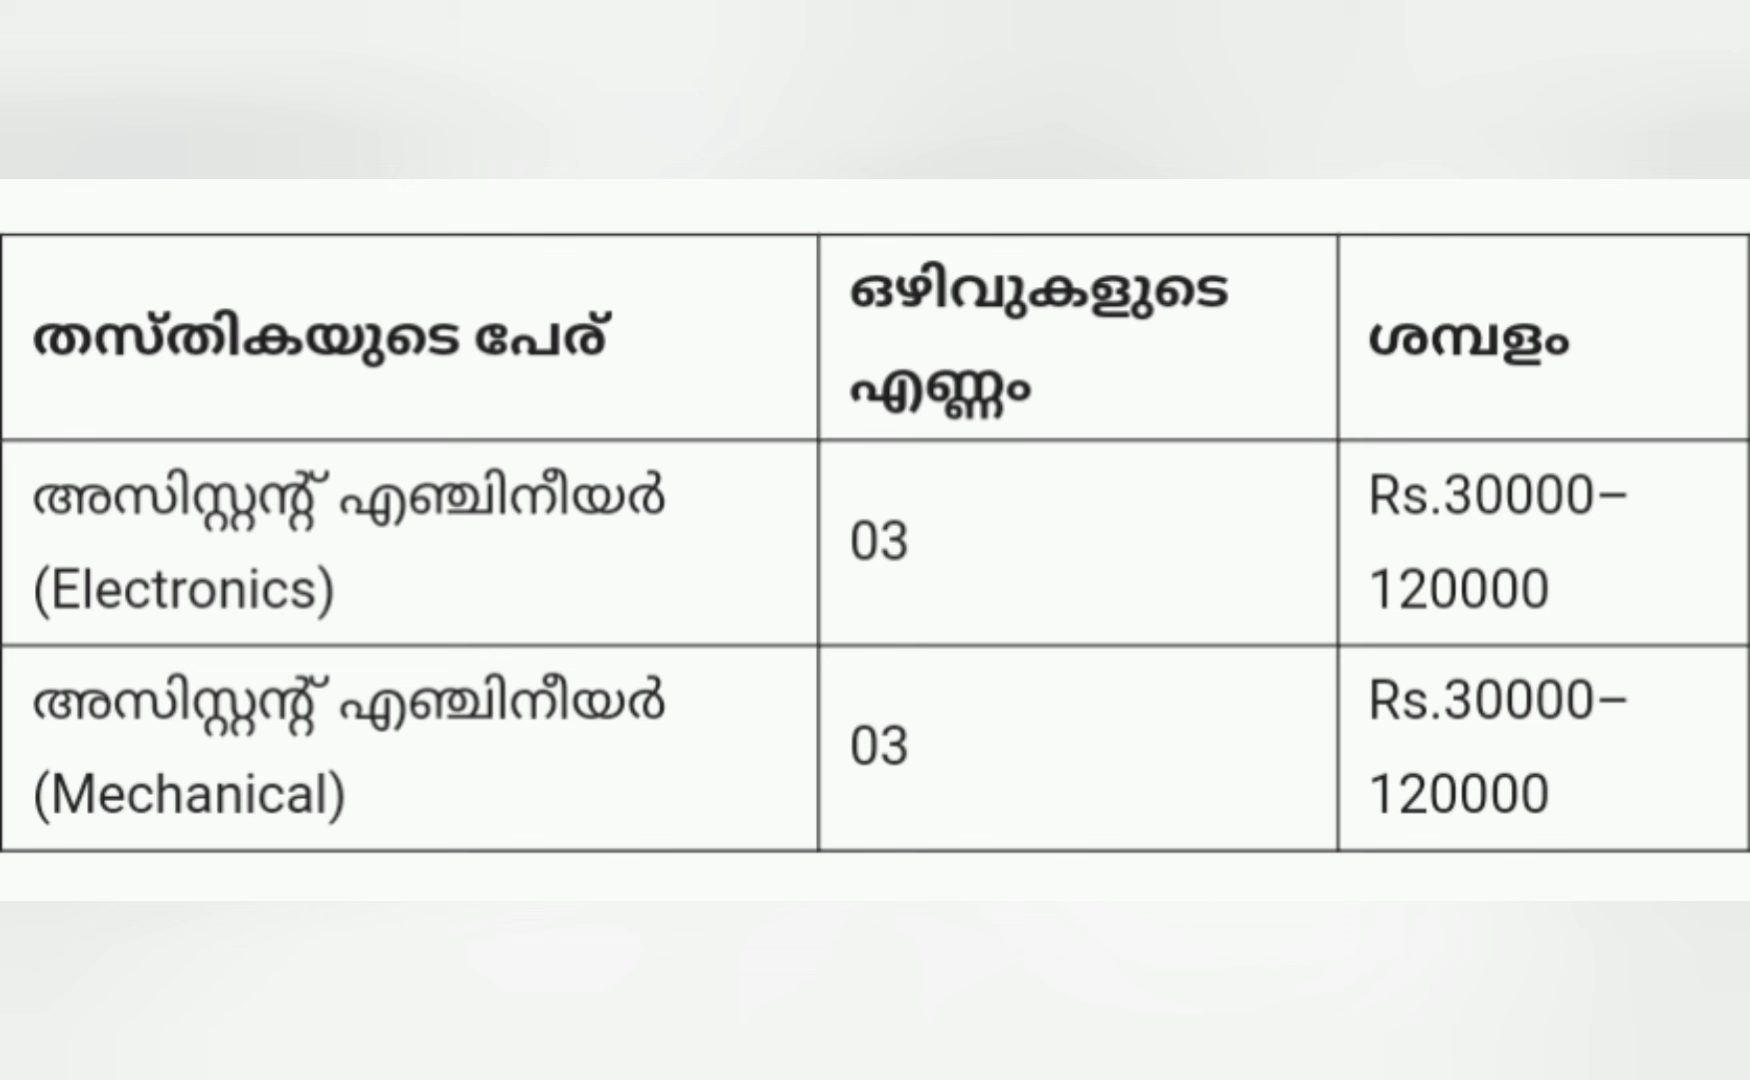 തസ്തികയുടെ പേര്
ഒഴിവുകളുടെ
എണ്ണം
ശമ്പളം
അസിസ്റ്റന്റ് എഞ്ചിനീയർ
(Electronics)
03
Rs.30000–
120000
അസിസ്റ്റന്റ് എഞ്ചിനീയർ
(Mechanical)
03
Rs.30000–
120000